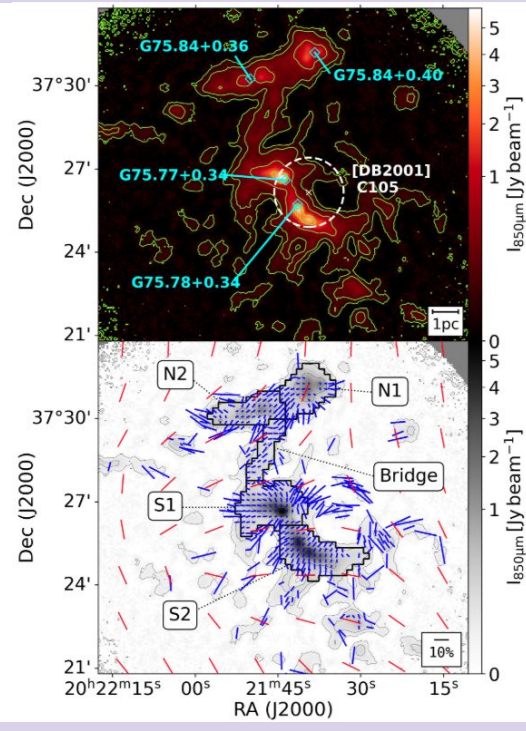 G75.84+0.36
G75.84+0.40
G75.77+0.34
[DB2001]
C105
G75.78+0.34
1pc
37°30'
27'
24'
21'
Dec (J2000)
5
4
3
2
1
0
I850μm [Jy beam−1]
N2
N1
Bridge
S1
S2
10%
37°30'
27'
24'
21'
Dec (J2000)
5
4
3
2
1
0
I850μm [Jy beam−1]
20h22m15s 00s 21m45s 30s 15s
RA (J2000)